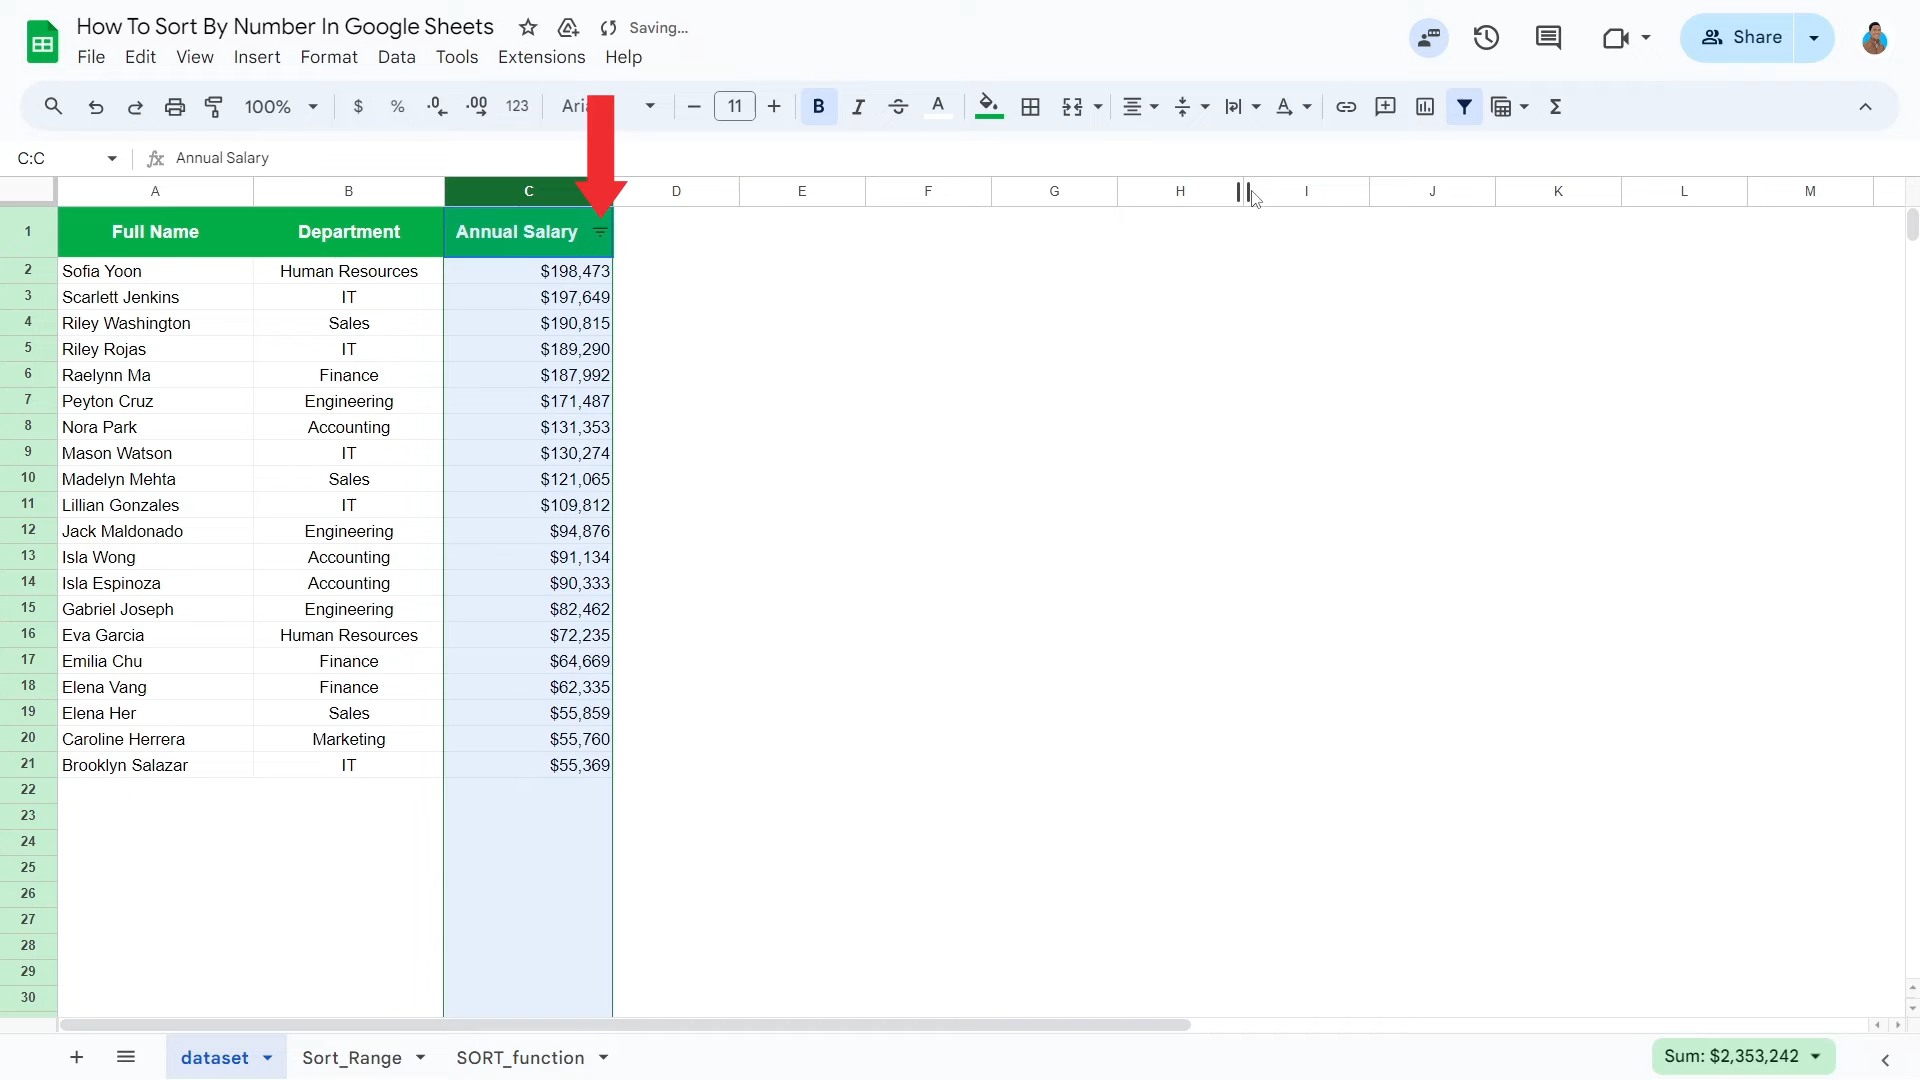 How To Sort By Number In Google Sheets Saving...
File Edit View Insert Format Data Tools Extensions Help
Share
100% $ % .0 .00 123 11 B I A Σ
C:C fx Annual Salary
A B C D E F G H I J K L M
1 Full Name Department Annual Salary
2 Sofia Yoon Human Resources $198,473
3 Scarlett Jenkins IT $197,649
4 Riley Washington Sales $190,815
5 Riley Rojas IT $189,290
6 Raelynn Ma Finance $187,992
7 Peyton Cruz Engineering $171,487
8 Nora Park Accounting $131,353
9 Mason Watson IT $130,274
10 Madelyn Mehta Sales $121,065
11 Lillian Gonzales IT $109,812
12 Jack Maldonado Engineering $94,876
13 Isla Wong Accounting $91,134
14 Isla Espinoza Accounting $90,333
15 Gabriel Joseph Engineering $82,462
16 Eva Garcia Human Resources $72,235
17 Emilia Chu Finance $64,669
18 Elena Vang Finance $62,335
19 Elena Her Sales $55,859
20 Caroline Herrera Marketing $55,760
21 Brooklyn Salazar IT $55,369
22
23
24
25
26
27
28
29
30
dataset Sort_Range SORT_function Sum: $2,353,242